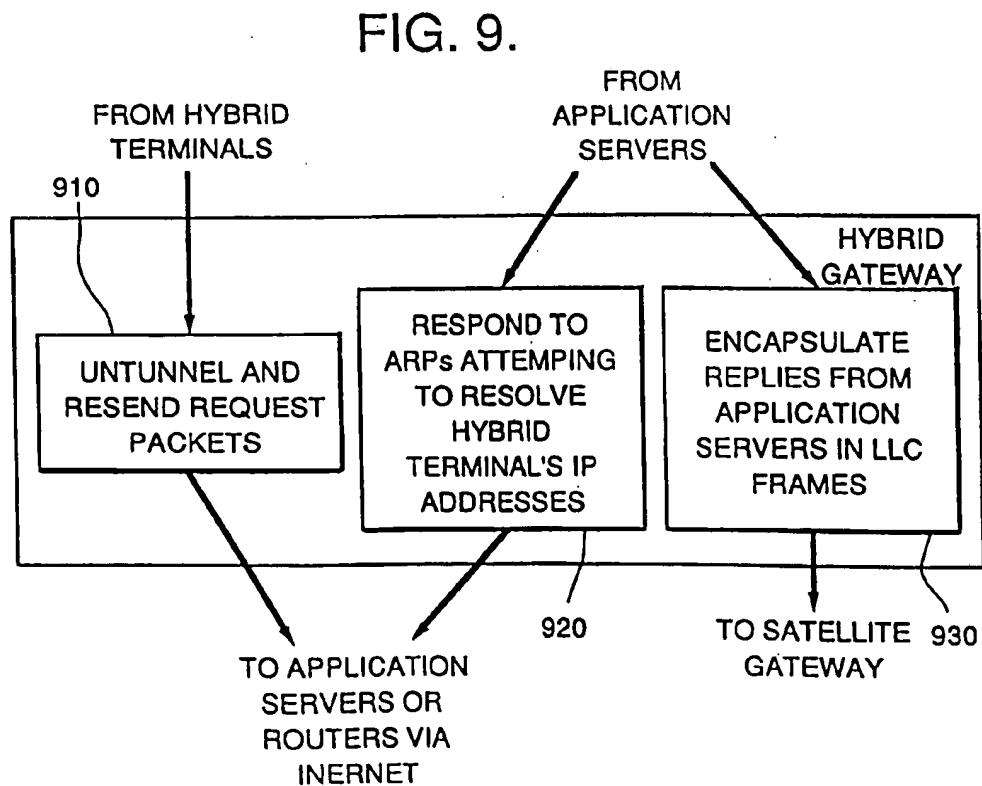 FIG. 9.
FROM HYBRID
TERMINALS
FROM
APPLICATION
SERVERS
910
HYBRID
GATEWAY
UNTUNNEL AND
RESEND REQUEST
PACKETS
RESPOND TO
ARPs ATTEMPING
TO RESOLVE
HYBRID
TERMINAL'S IP
ADDRESSES
ENCAPSULATE
REPLIES FROM
APPLICATION
SERVERS IN LLC
FRAMES
920
930
TO APPLICATION
SERVERS OR
ROUTERS VIA
INERNET
TO SATELLITE
GATEWAY